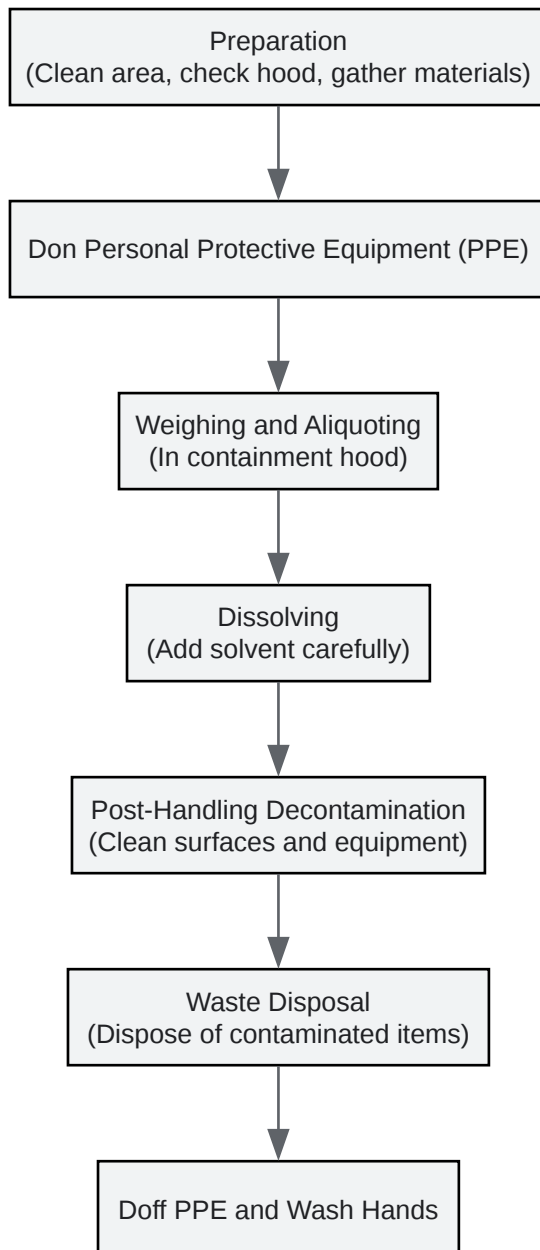 Preparation
(Clean area, check hood, gather materials)
Don Personal Protective Equipment (PPE)
Weighing and Aliquoting
(In containment hood)
Dissolving
(Add solvent carefully)
Post-Handling Decontamination
(Clean surfaces and equipment)
Waste Disposal
(Dispose of contaminated items)
Doff PPE and Wash Hands